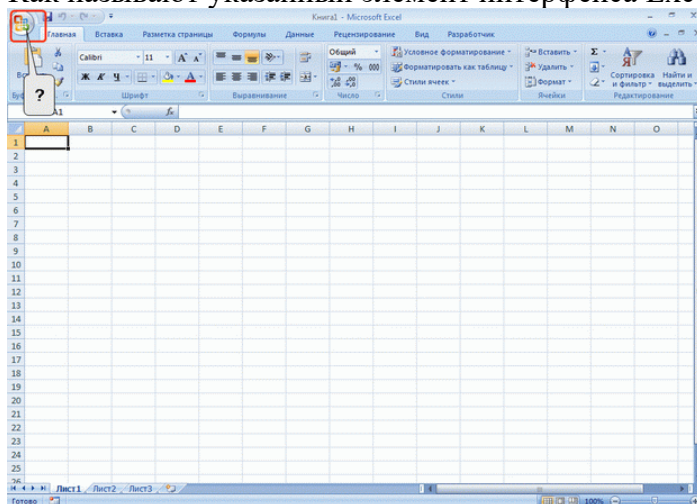 Как называют указанный элемент интерфейса Exce
Книга1 - Microsoft Excel
Главная Вставка Разметка страницы Формулы Данные Рецензирование Вид Разработчик
Calibri 11 A A Общий Условное форматирование Вставить Σ
Форматировать как таблицу Удалить
Ж К Ч A % 000 Стили ячеек Формат Сортировка и фильтр Найти и выделить
Шрифт Выравнивание Число Стили Ячейки Редактирование
?
A1 fx
A B C D E F G H I J K L M N O
1
2
3
4
5
6
7
8
9
10
11
12
13
14
15
16
17
18
19
20
21
22
23
24
25
26
Лист1 Лист2 Лист3
Готово 100%